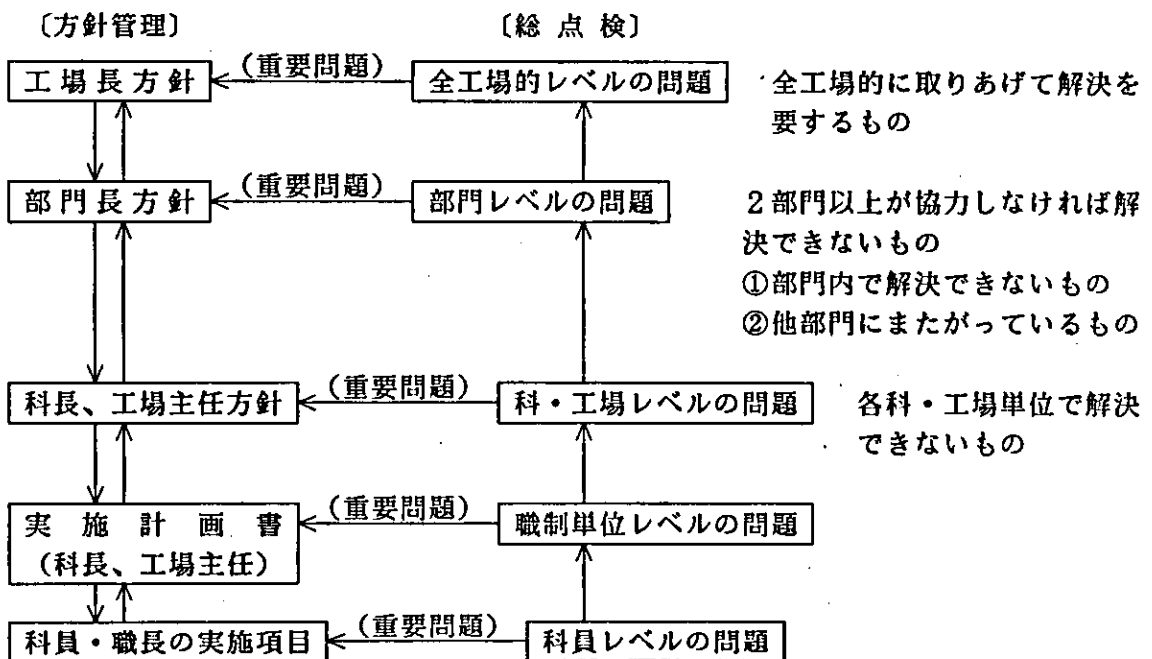 〔方針管理〕
〔総点検〕
工場長方針
(重要問題)
全工場的レベルの問題
全工場的に取りあげて解決を
要するもの
部門長方針
(重要問題)
部門レベルの問題
2部門以上が協力しなければ解
決できないもの
①部門内で解決できないもの
②他部門にまたがっているもの
科長、工場主任方針
(重要問題)
科・工場レベルの問題
各科・工場単位で解決
できないもの
実施計画書
(科長、工場主任)
(重要問題)
職制単位レベルの問題
科員・職長の実施項目
(重要問題)
科員レベルの問題